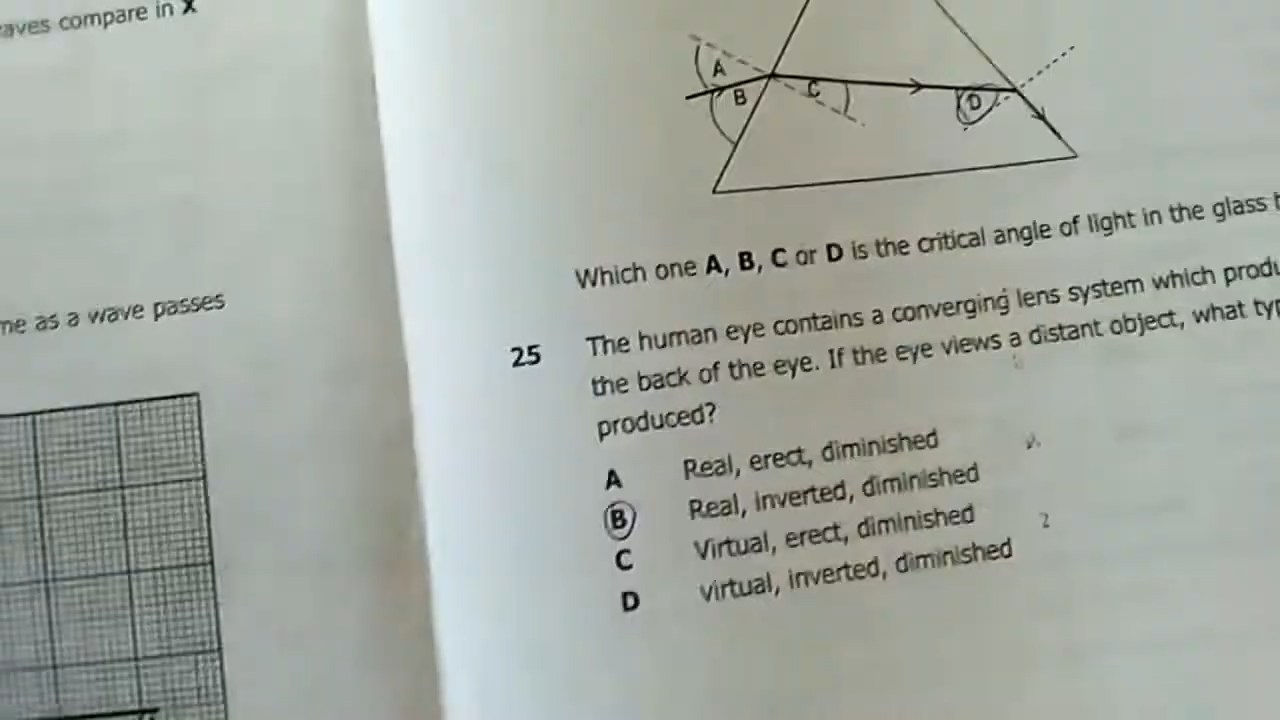 aves compare in X
me as a wave passes
A
B
C
D
Which one A, B, C or D is the critical angle of light in the glass
25 The human eye contains a converging lens system which produ
the back of the eye. If the eye views a distant object, what typ
produced?
A Real, erect, diminished
B Real, inverted, diminished
C Virtual, erect, diminished
D virtual, inverted, diminished